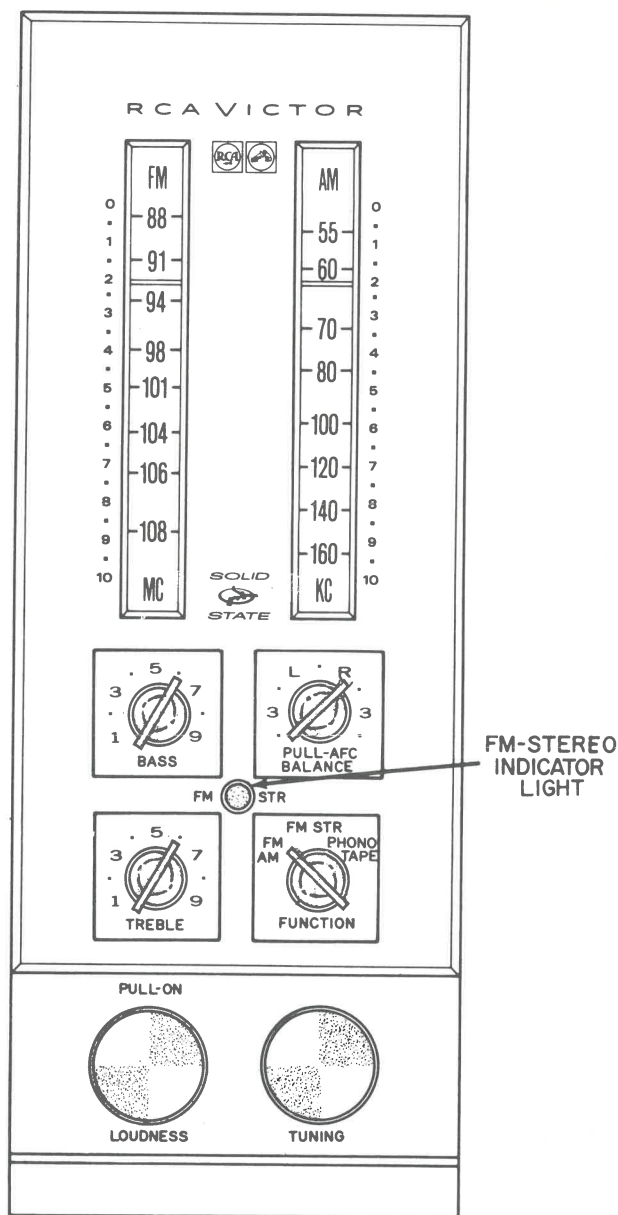 RCA VICTOR
RCA
FM
88
91
94
98
101
104
106
108
MC
0
1
2
3
4
5
6
7
8
9
10
AM
55
60
70
80
100
120
140
160
KC
0
1
2
3
4
5
6
7
8
9
10
SOLID
STATE
1 3 5 7 9
BASS
3 L R 3
PULL-AFC
BALANCE
FM STR
FM-STEREO
INDICATOR
LIGHT
1 3 5 7 9
TREBLE
FM STR
FM PHONO
AM TAPE
FUNCTION
PULL-ON
LOUDNESS
TUNING